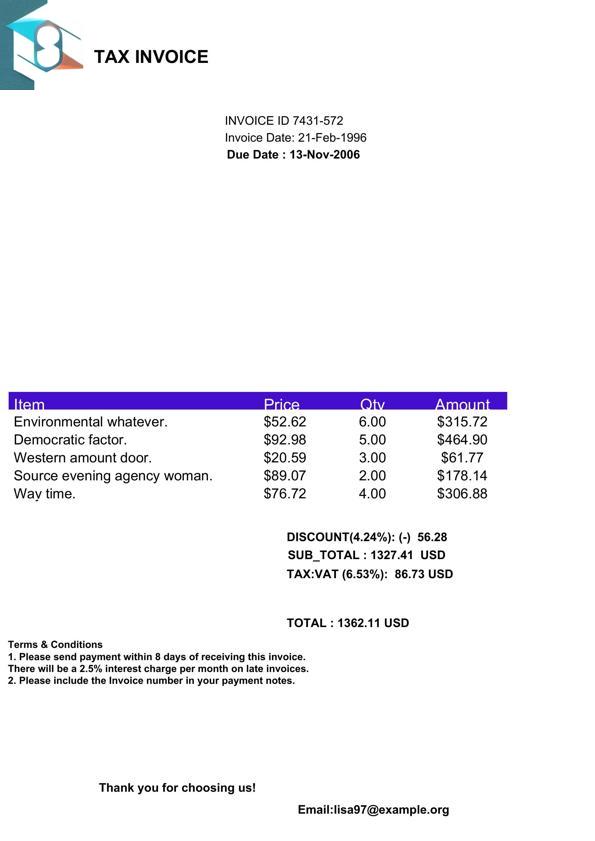 TAX INVOICE
INVOICE ID 7431-572
Invoice Date: 21-Feb-1996
Due Date : 13-Nov-2006
Item Price Qty Amount
Environmental whatever. $52.62 6.00 $315.72
Democratic factor. $92.98 5.00 $464.90
Western amount door. $20.59 3.00 $61.77
Source evening agency woman. $89.07 2.00 $178.14
Way time. $76.72 4.00 $306.88
DISCOUNT(4.24%): (-) 56.28
SUB_TOTAL : 1327.41 USD
TAX:VAT (6.53%): 86.73 USD
TOTAL : 1362.11 USD
Terms & Conditions
1. Please send payment within 8 days of receiving this invoice.
There will be a 2.5% interest charge per month on late invoices.
2. Please include the Invoice number in your payment notes.
Thank you for choosing us!
Email:lisa97@example.org